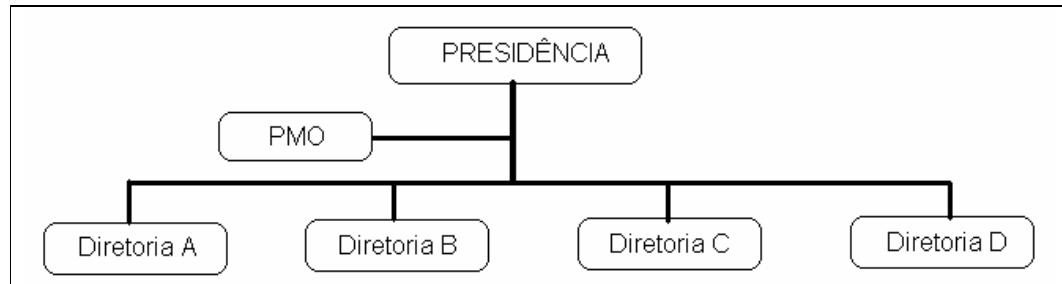 PRESIDÊNCIA
PMO
Diretoria A
Diretoria B
Diretoria C
Diretoria D